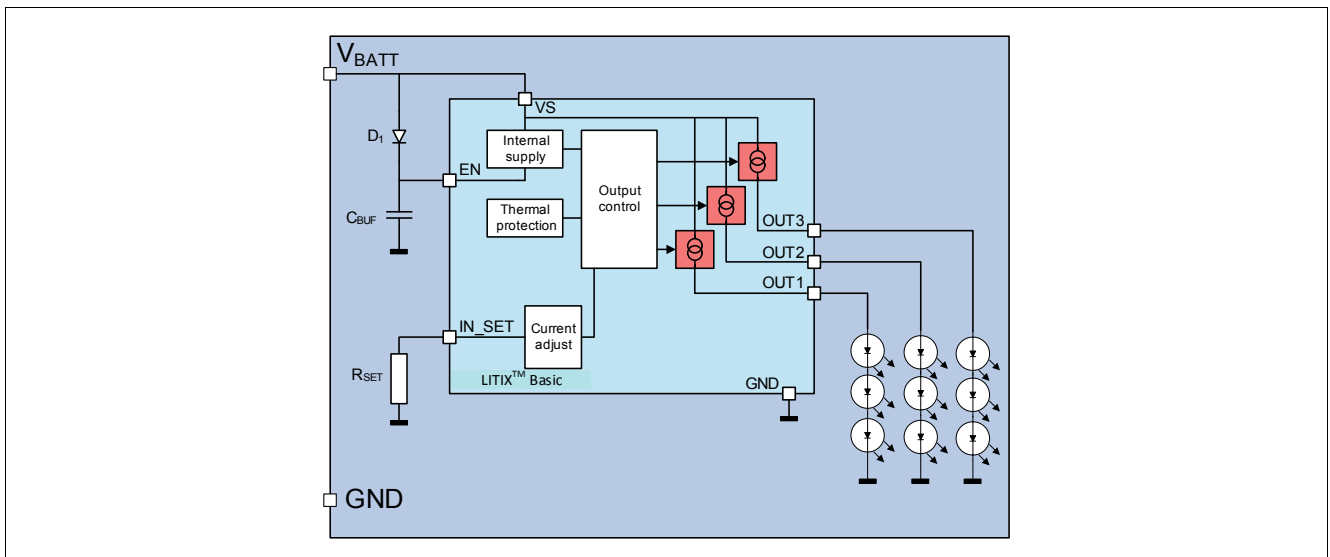 VBATT
VS
D1
Internal
supply
EN
Output
control
CBUF
Thermal
protection
OUT3
OUT2
OUT1
IN_SET
Current
adjust
RSET
LITIX™ Basic
GND
GND